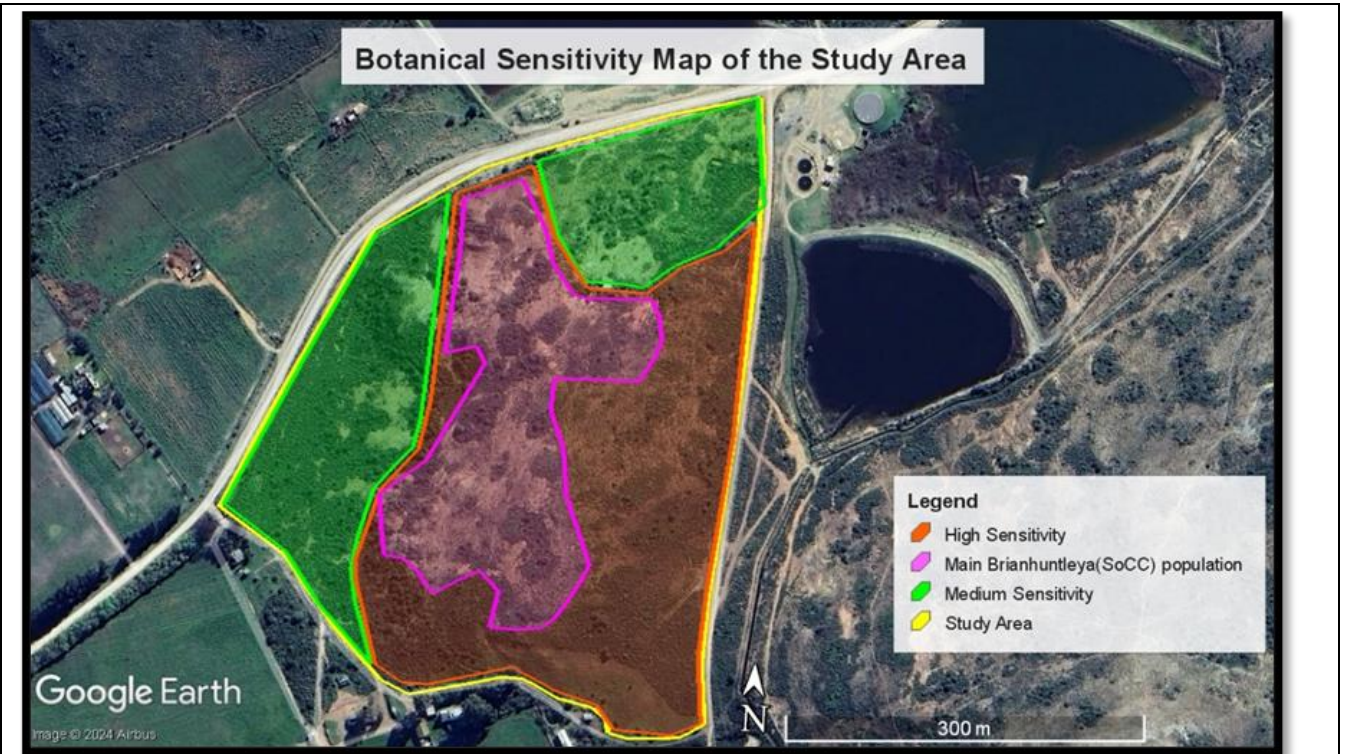 Botanical Sensitivity Map of the Study Area
Legend
High Sensitivity
Main Brianhuntleya(SoCC) population
Medium Sensitivity
Study Area
Google Earth
Image © 2024 Airbus
N
300 m